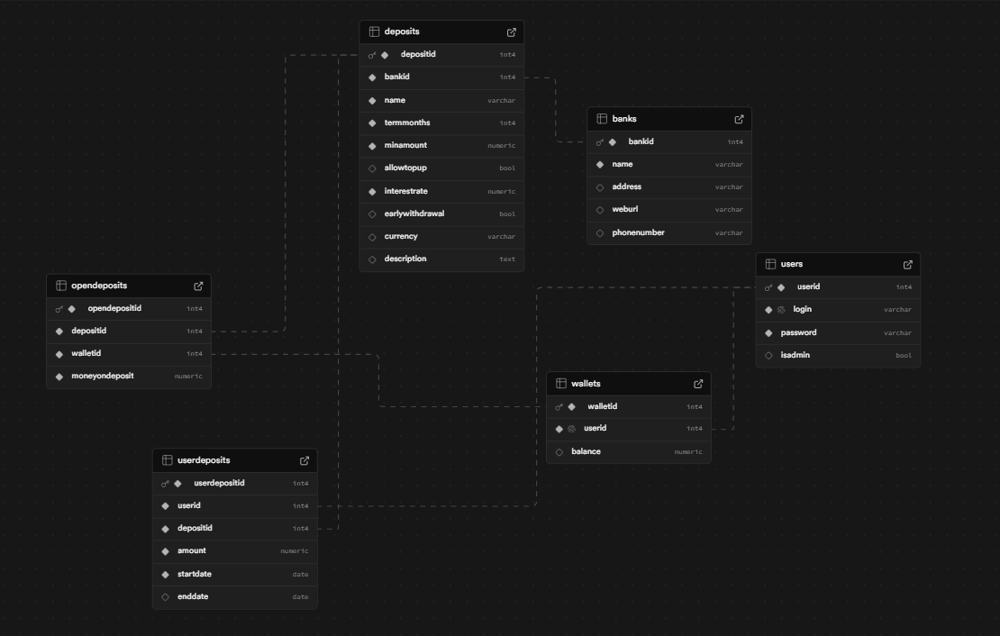 deposits
depositid int4
bankid int4
name varchar
termmonths int4
minamount numeric
allowtopup bool
interestrate numeric
earlywithdrawal bool
currency varchar
description text
banks
bankid int4
name varchar
address varchar
weburl varchar
phonenumber varchar
users
userid int4
login varchar
password varchar
isadmin bool
opendeposits
opendepositid int4
depositid int4
walletid int4
moneyondeposit numeric
wallets
walletid int4
userid int4
balance numeric
userdeposits
userdepositid int4
userid int4
depositid int4
amount numeric
startdate date
enddate date